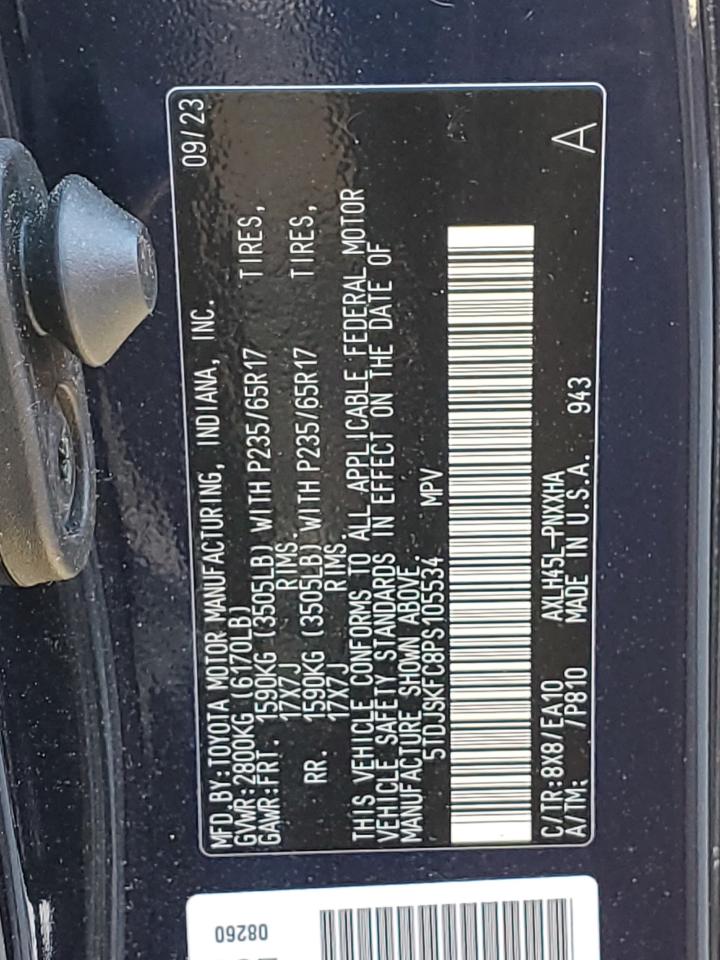 MFD BY:TOYOTA MOTOR MANUFACTURING, INDIANA, INC. 09/23
GVWR:2800KG(6170LB)
GAWR:FRT. 1590KG (3505LB) WITH P235/65R17 TIRES,
17X7J RIMS.
RR. 1590KG (3505LB) WITH P235/65R17 TIRES,
17X7J RIMS.
THIS VEHICLE CONFORMS TO ALL APPLICABLE FEDERAL MOTOR
VEHICLE SAFETY STANDARDS IN EFFECT ON THE DATE OF
MANUFACTURE SHOWN ABOVE.
5TDJSKFC8PS105534 MPV
C/TR:8X8/EA10 AXLH45L-PNXXHA A
A/TM: /P810 MADE IN U.S.A. 943
08260